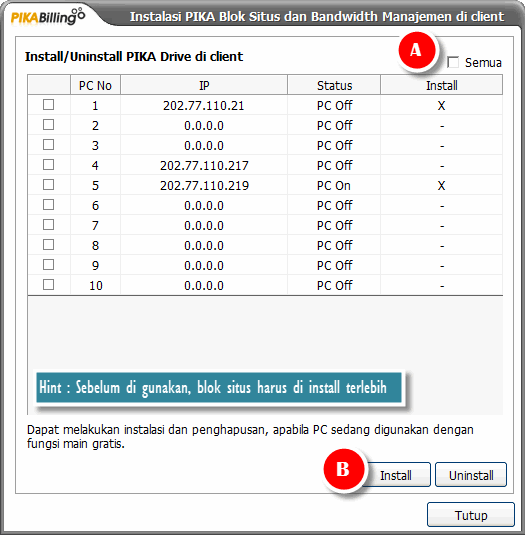 PIKABilling Instalasi PIKA Blok Situs dan Bandwidth Manajemen di client
A
Install/Uninstall PIKA Drive di client
Semua
PC No IP Status Install
1 202.77.110.21 PC Off X
2 0.0.0.0 PC Off -
3 0.0.0.0 PC Off -
4 202.77.110.217 PC Off -
5 202.77.110.219 PC On X
6 0.0.0.0 PC Off -
7 0.0.0.0 PC Off -
8 0.0.0.0 PC Off -
9 0.0.0.0 PC Off -
10 0.0.0.0 PC Off -
Hint : Sebelum di gunakan, blok situs harus di install terlebih
Dapat melakukan instalasi dan penghapusan, apabila PC sedang digunakan dengan
fungsi main gratis.
B Install Uninstall
Tutup